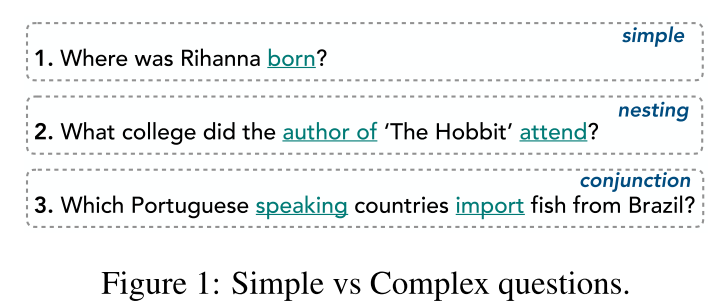 simple
1. Where was Rihanna born?
nesting
2. What college did the author of ‘The Hobbit’ attend?
conjunction
3. Which Portuguese speaking countries import fish from Brazil?
Figure 1: Simple vs Complex questions.